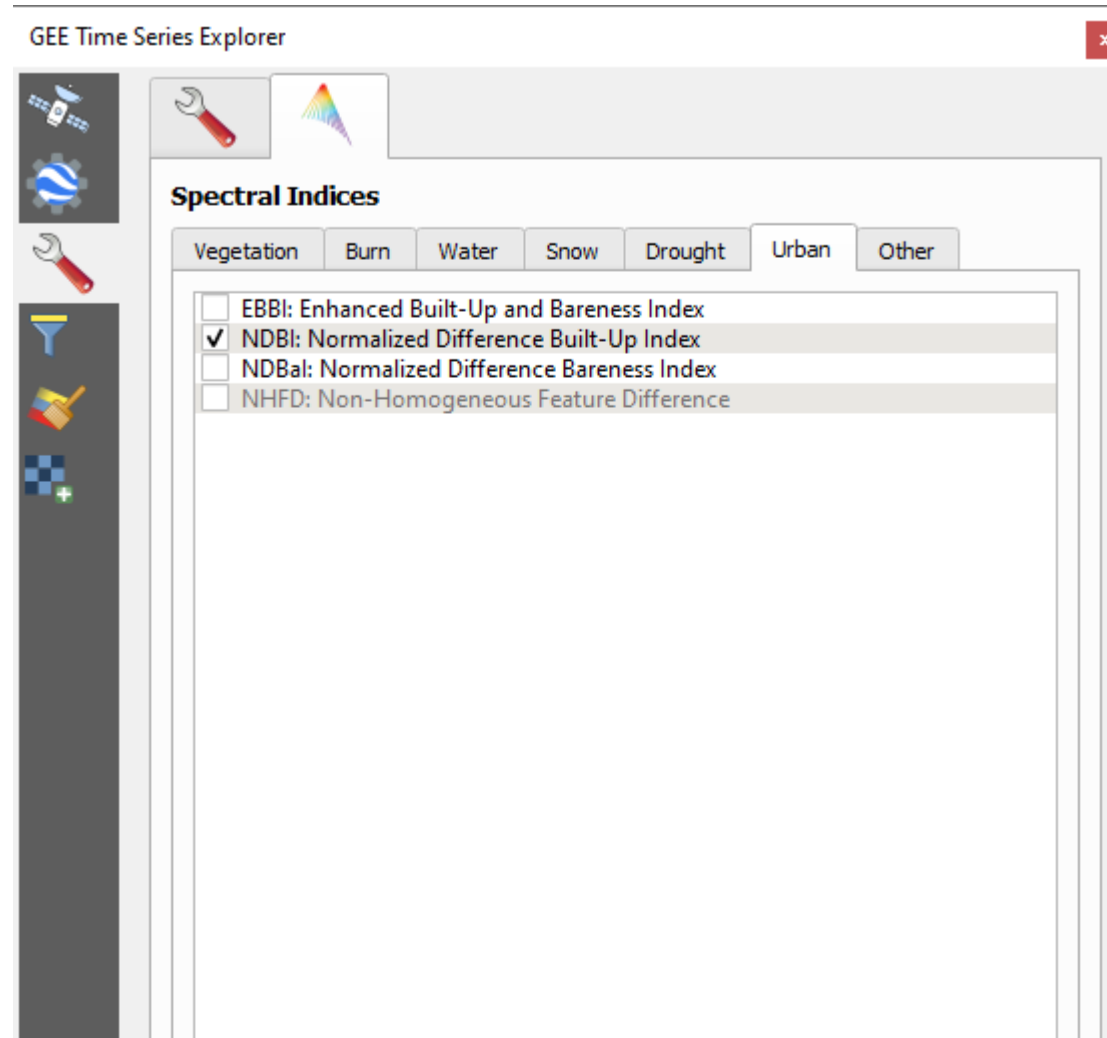 GEE Time Series Explorer
x
Spectral Indices
Vegetation Burn Water Snow Drought Urban Other
EBBI: Enhanced Built-Up and Bareness Index
NDBI: Normalized Difference Built-Up Index
NDBaI: Normalized Difference Bareness Index
NHFD: Non-Homogeneous Feature Difference